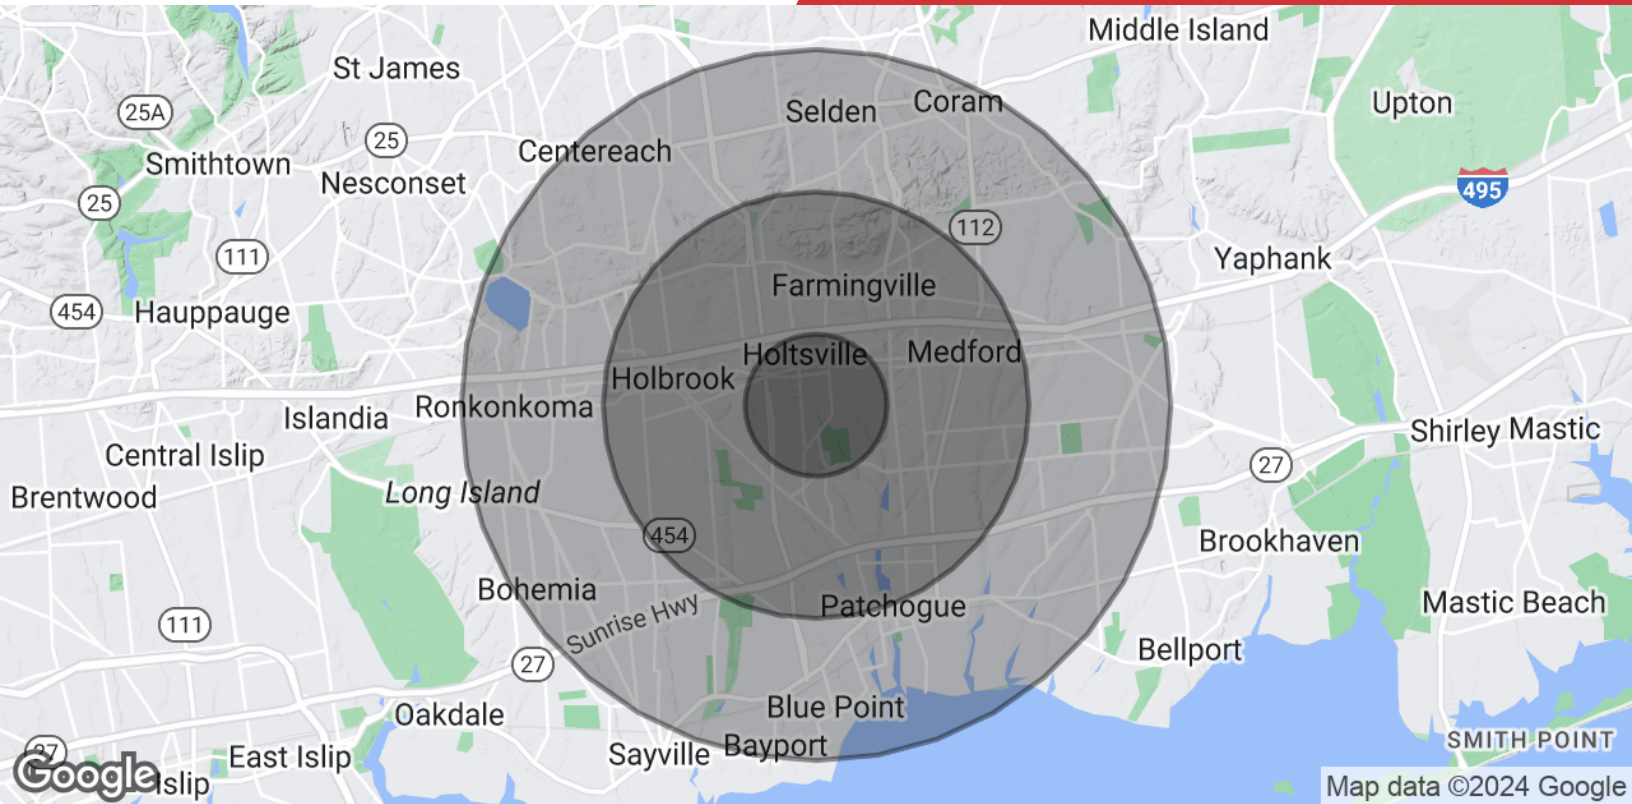 Middle Island
St James
Selden
Coram
Upton
25A
25
Centereach
Smithtown
Nesconset
495
25
112
111
Yaphank
Farmingville
454
Hauppauge
Holtsville
Medford
Holbrook
Islandia
Ronkonkoma
Shirley
Mastic
Central Islip
27
Brentwood
Long Island
454
Brookhaven
Bohemia
Patchogue
Mastic Beach
Sunrise Hwy
111
Bellport
27
Oakdale
Blue Point
Sayville
Bayport
SMITH POINT
27
East Islip
Google
Islip
Map data ©2024 Google